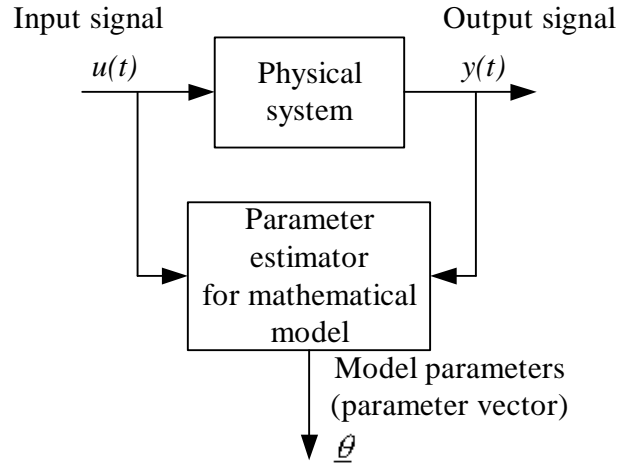 Input signal
Output signal
u(t)
Physical
system
y(t)
Parameter
estimator
for mathematical
model
Model parameters
(parameter vector)
θ